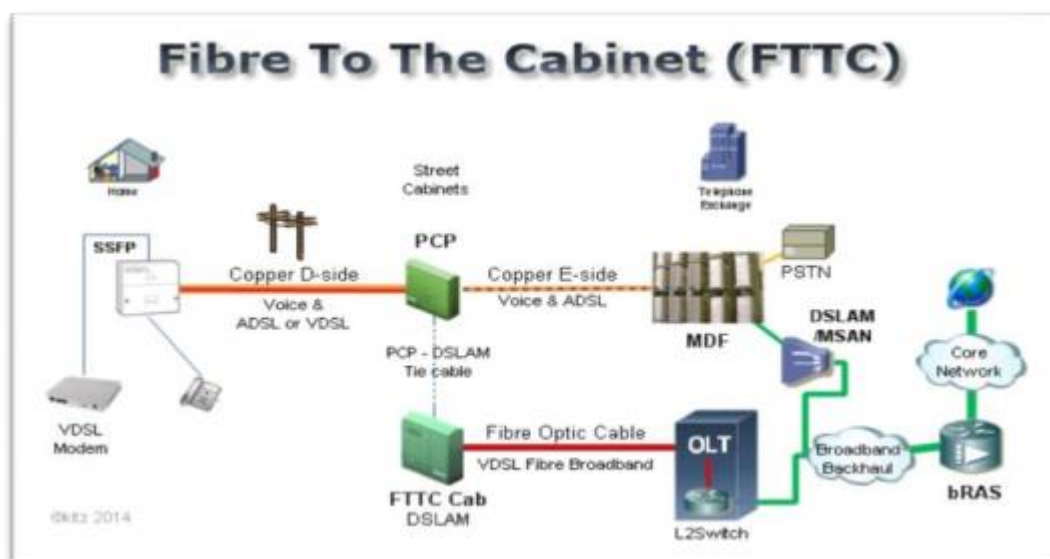 Fibre To The Cabinet (FTTC)
Home
Street
Cabinets
Telephone
Exchange
SSFP
PCP
Copper D-side
Voice &
ADSL or VDSL
Copper E-side
Voice & ADSL
PSTN
MDF
DSLAM
/MSAN
Core
Network
PCP - DSLAM
Tie cable
VDSL
Modem
Fibre Optic Cable
VDSL Fibre Broadband
OLT
Broadband
Backhaul
bRAS
FTTC Cab
DSLAM
L2Switch
©kitz 2014